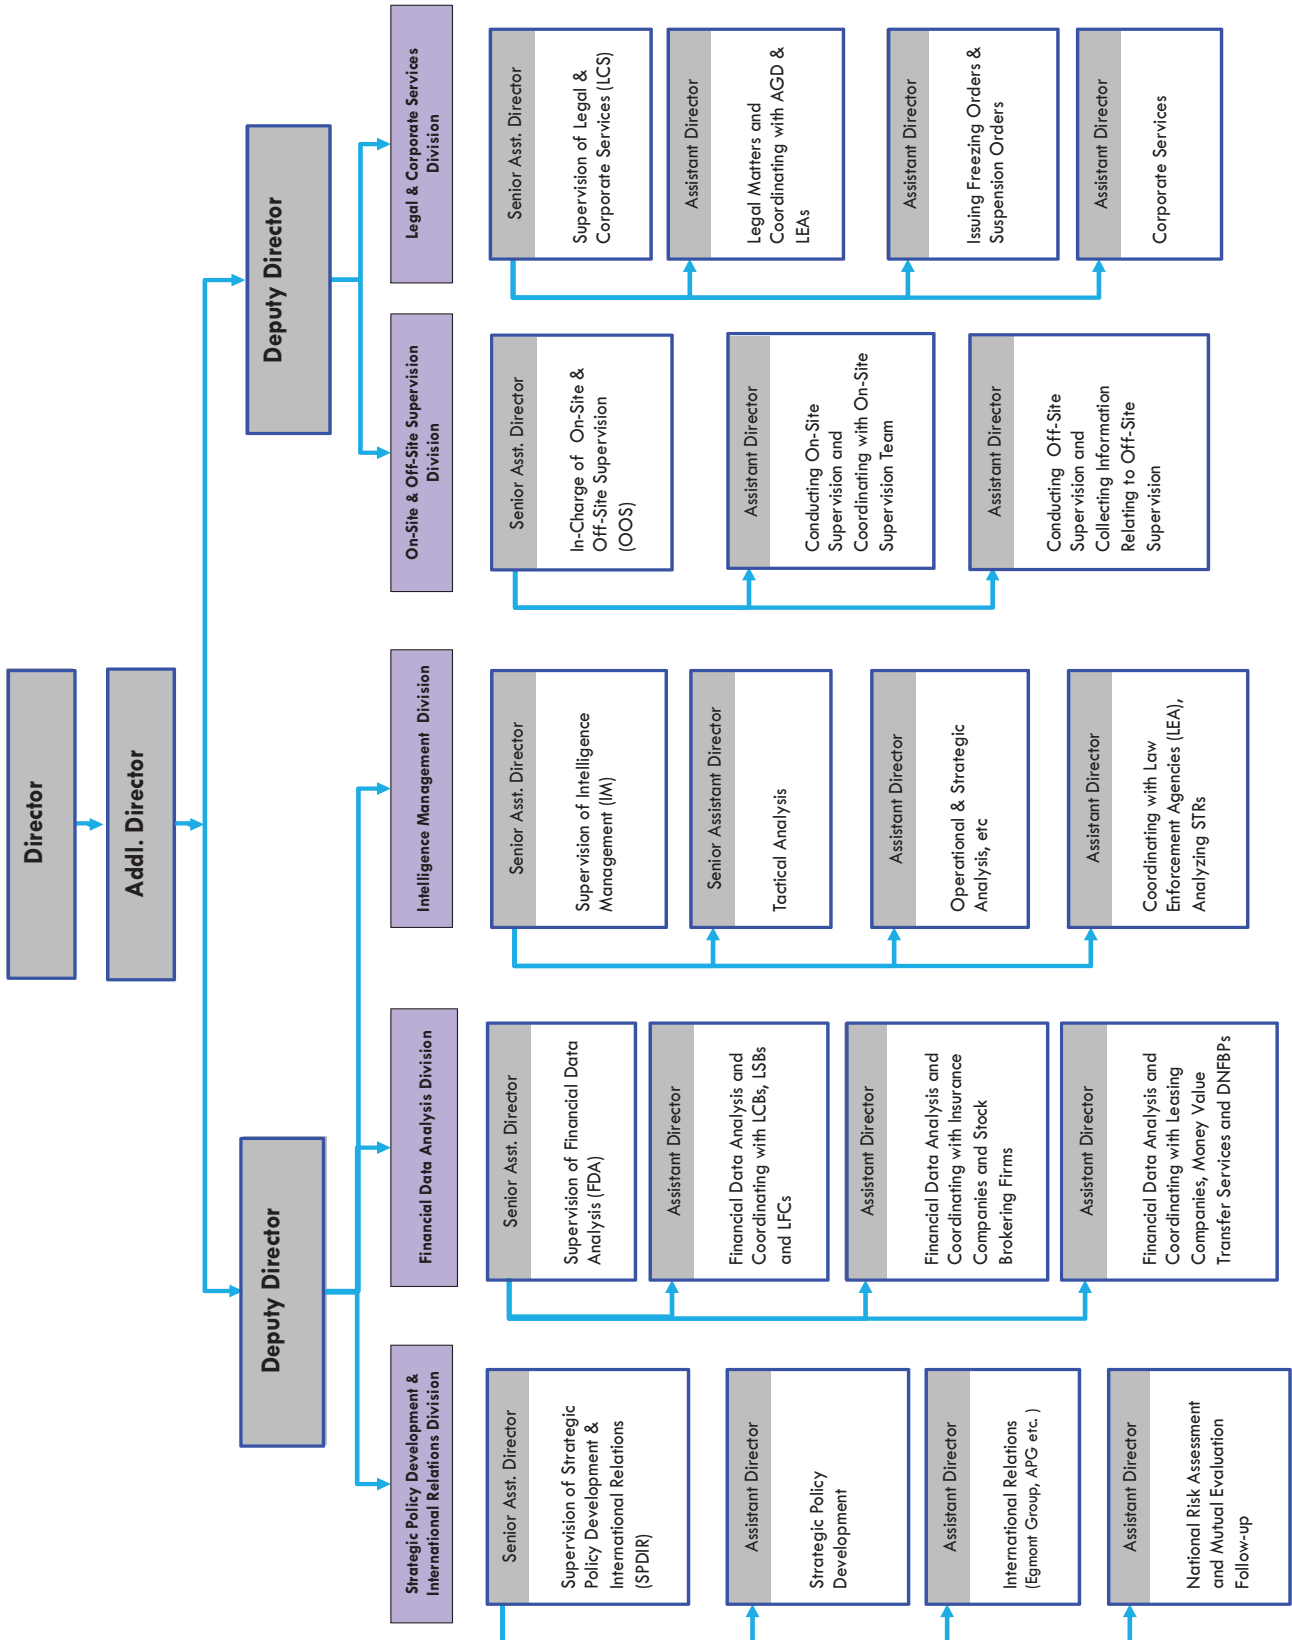 Director
Addl. Director
Deputy Director
Deputy Director
Strategic Policy Development &
International Relations Division
Financial Data Analysis Division
Intelligence Management Division
On-Site & Off-Site Supervision
Division
Legal & Corporate Services
Division
Senior Asst. Director
Supervision of Strategic
Policy Development &
International Relations
(SPDIR)
Assistant Director
Strategic Policy
Development
Assistant Director
International Relations
(Egmont Group, APG etc. )
Assistant Director
National Risk Assessment
and Mutual Evaluation
Follow-up
Senior Asst. Director
Supervision of Financial Data
Analysis (FDA)
Assistant Director
Financial Data Analysis and
Coordinating with LCBs, LSBs
and LFCs
Assistant Director
Financial Data Analysis and
Coordinating with Insurance
Companies and Stock
Brokering Firms
Assistant Director
Financial Data Analysis and
Coordinating with Leasing
Companies, Money Value
Transfer Services and DNFBPs
Senior Asst. Director
Supervision of Intelligence
Management (IM)
Senior Assistant Director
Tactical Analysis
Assistant Director
Operational & Strategic
Analysis, etc
Assistant Director
Coordinating with Law
Enforcement Agencies (LEA),
Analyzing STRs
Senior Asst. Director
In-Charge of On-Site &
Off-Site Supervision
(OOS)
Assistant Director
Conducting On-Site
Supervision and
Coordinating with On-Site
Supervision Team
Assistant Director
Conducting Off-Site
Supervision and
Collecting Information
Relating to Off-Site
Supervision
Senior Asst. Director
Supervision of Legal &
Corporate Services (LCS)
Assistant Director
Legal Matters and
Coordinating with AGD &
LEAs
Assistant Director
Issuing Freezing Orders &
Suspension Orders
Assistant Director
Corporate Services